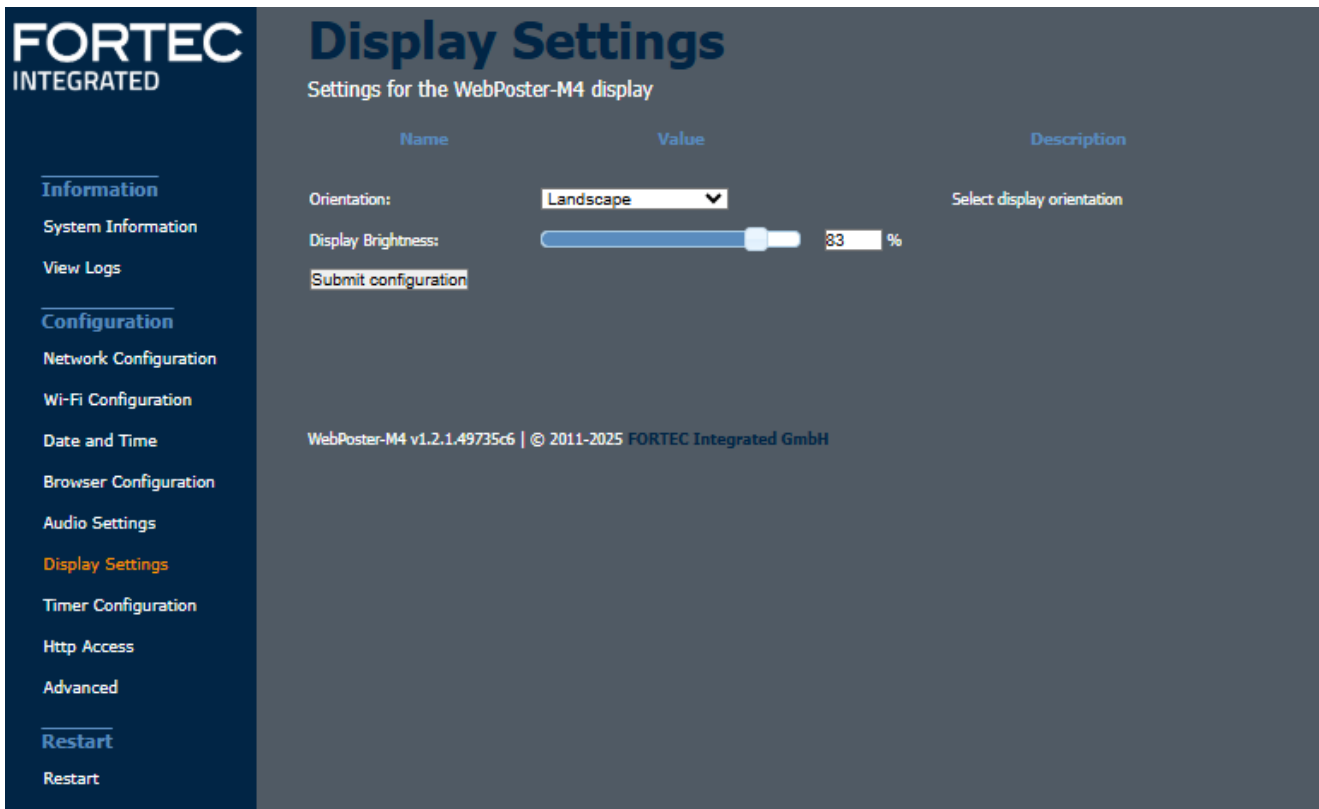 FORTEC
INTEGRATED
Information
System Information
View Logs
Configuration
Network Configuration
Wi-Fi Configuration
Date and Time
Browser Configuration
Audio Settings
Display Settings
Timer Configuration
Http Access
Advanced
Restart
Restart
Display Settings
Settings for the WebPoster-M4 display
Name Value Description
Orientation: Landscape Select display orientation
Display Brightness: 83 %
Submit configuration
WebPoster-M4 v1.2.1.49735c6 | © 2011-2025 FORTEC Integrated GmbH